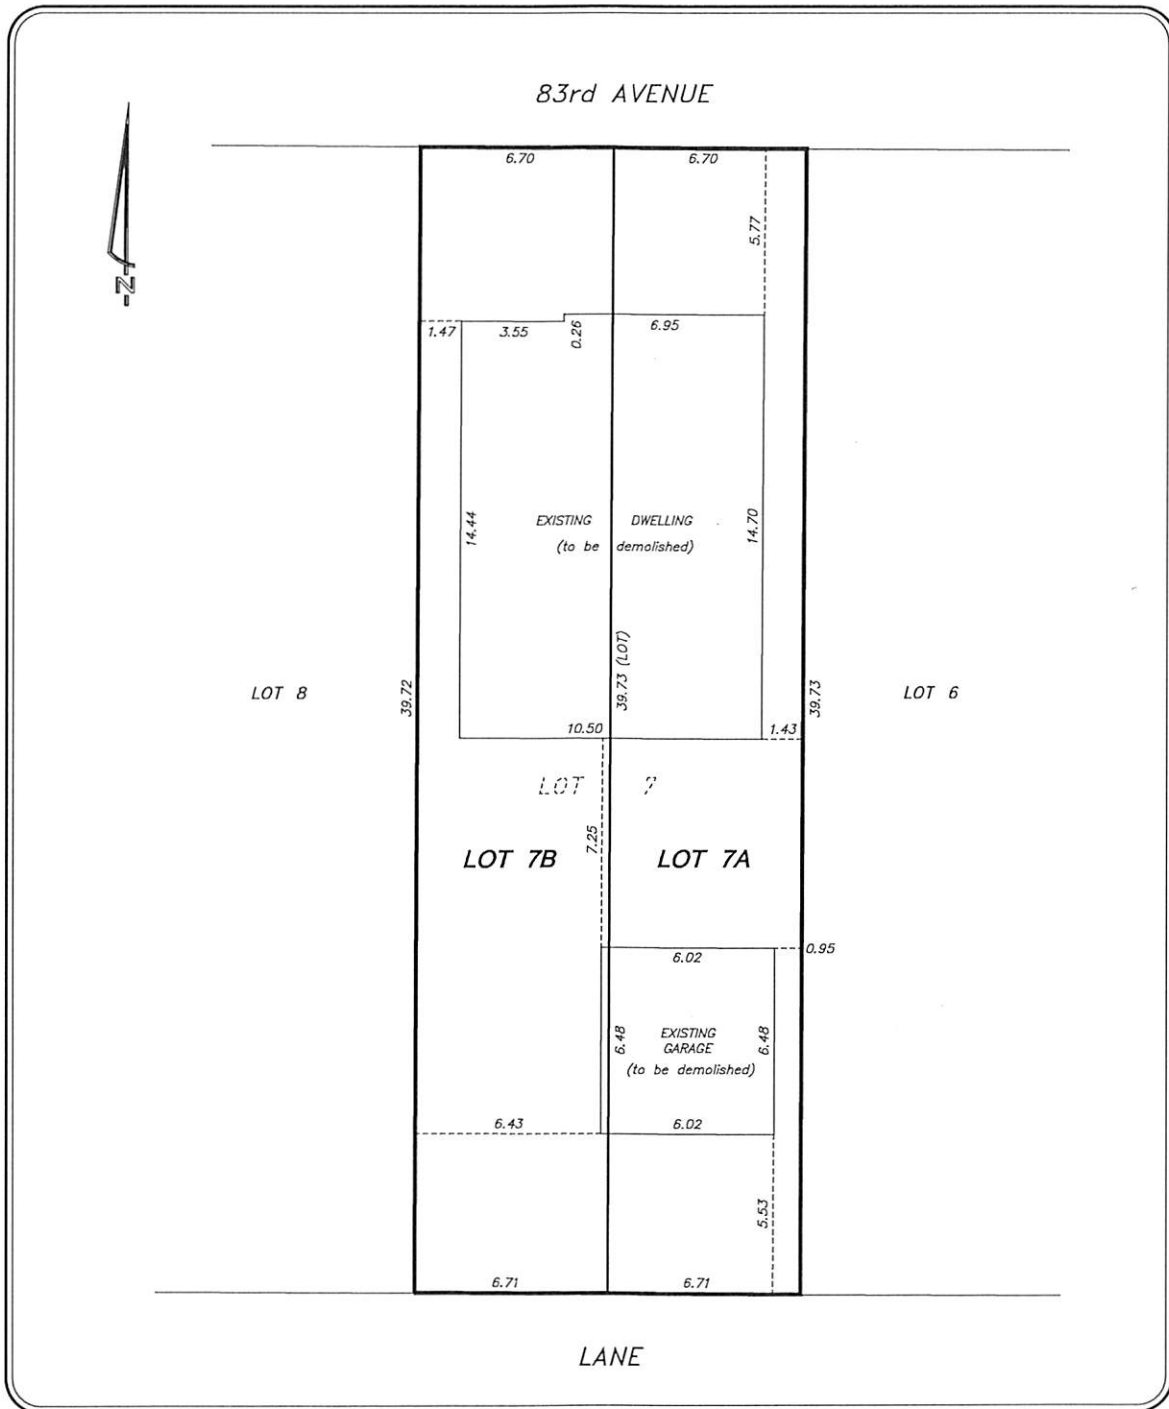 83rd AVENUE
6.70
6.70
5.77
N
1.47
3.55
0.26
6.95
14.44
EXISTING DWELLING
(to be demolished)
14.70
39.73 (LOT)
LOT 8
39.72
39.73
LOT 6
10.50
1.43
LOT 7
7.25
LOT 7B
LOT 7A
0.95
6.02
6.48
EXISTING
GARAGE
(to be demolished)
6.48
6.43
6.02
5.53
6.71
6.71
LANE